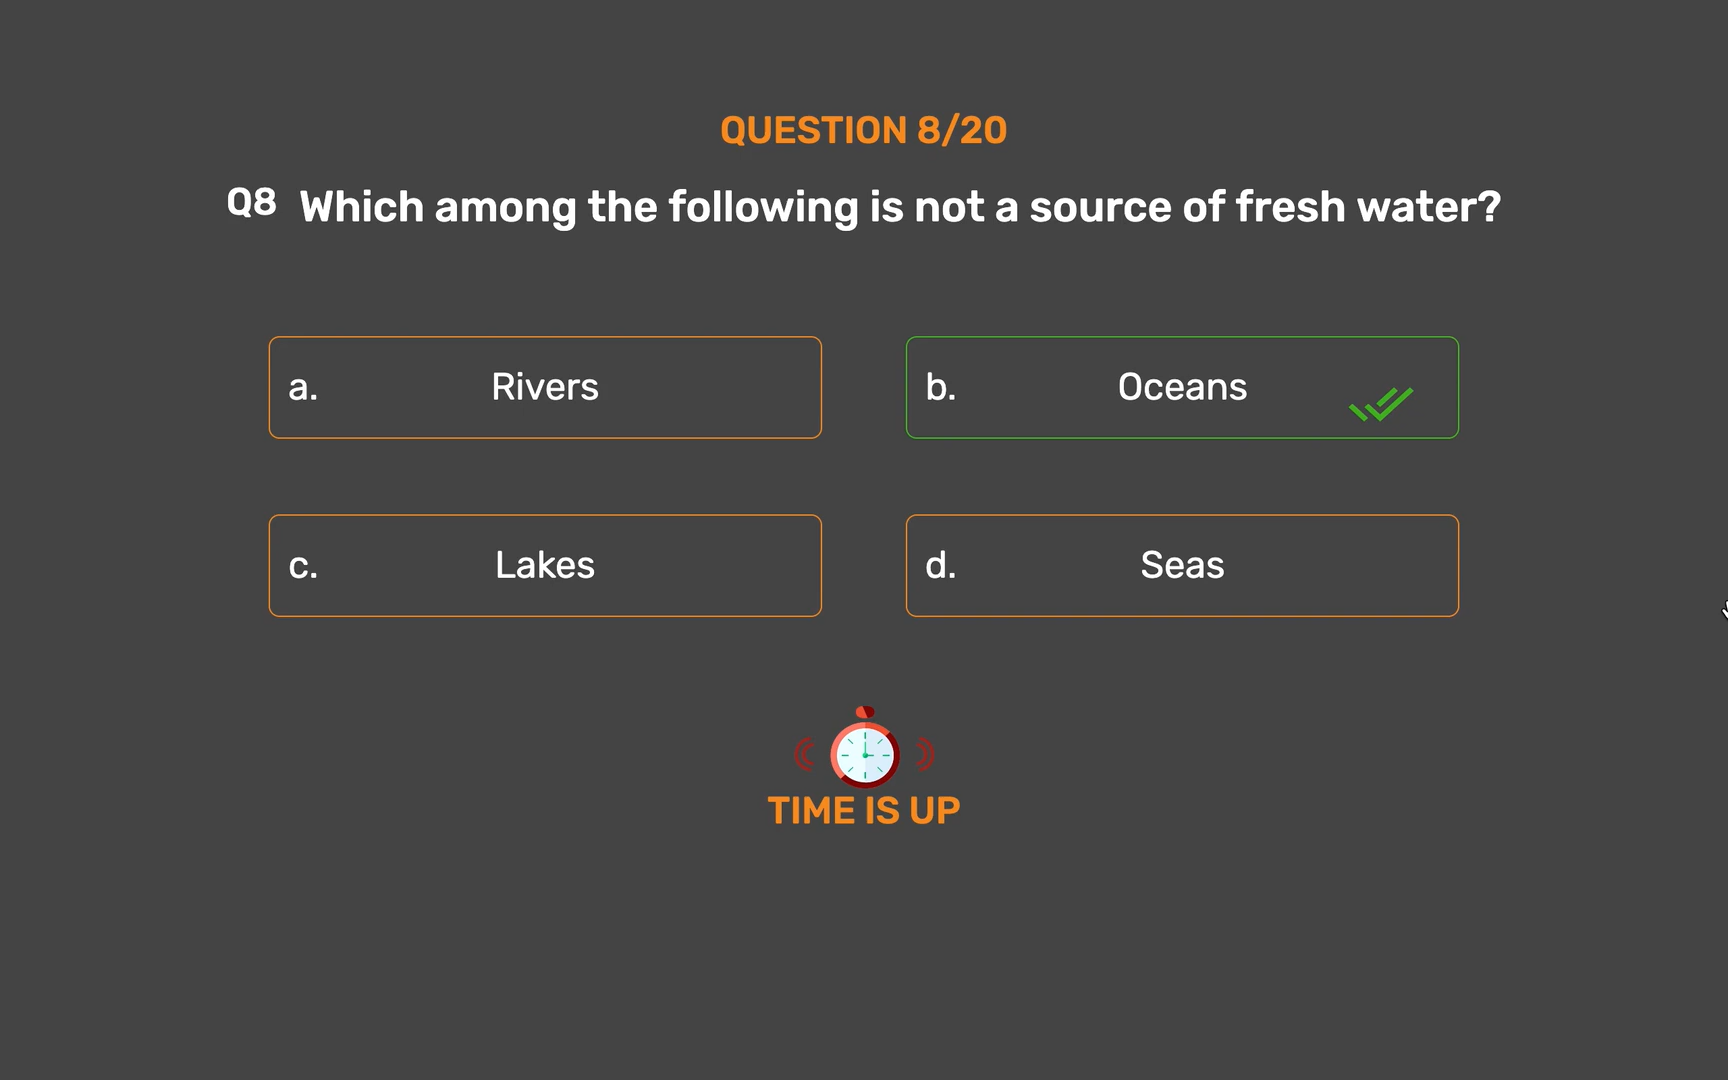 QUESTION 8/20
Q8 Which among the following is not a source of fresh water?
a. Rivers
b. Oceans
c. Lakes
d. Seas
TIME IS UP